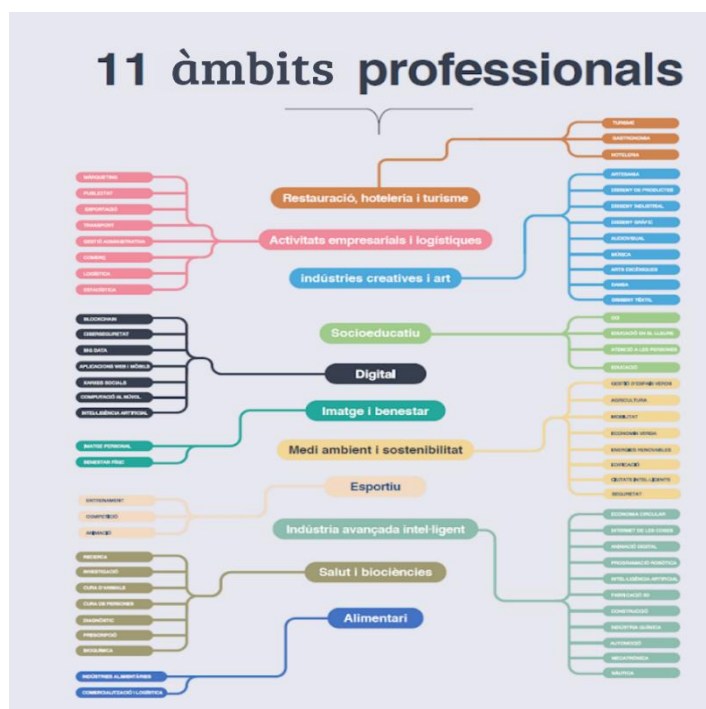 11 àmbits professionals
Restauració, hoteleria i turisme
TURISME
GASTRONOMIA
HOTELERIA
Activitats empresarials i logístiques
MÀRQUETING
PUBLICITAT
EXPORTACIÓ
TRANSPORT
GESTIÓ ADMINISTRATIVA
COMERÇ
LOGÍSTICA
ESTADÍSTICA
indústries creatives i art
ARTESANIA
DISSENY DE PRODUCTES
DISSENY INDUSTRIAL
DISSENY GRÀFIC
AUDIOVISUAL
MÚSICA
ARTS ESCÈNIQUES
DANSA
DISSENY TÈXTIL
Socioeducatiu
EDUCACIÓ EN EL LLEURE
ATENCIÓ A LES PERSONES
EDUCACIÓ
Digital
BLOCKCHAIN
CIBERSEGURETAT
BIG DATA
APLICACIONS WEB I MÒBILS
XARXES SOCIALS
COMPUTACIÓ AL NÚVOL
INTEL·LIGÈNCIA ARTIFICIAL
Imatge i benestar
IMATGE PERSONAL
BENESTAR FÍSIC
Medi ambient i sostenibilitat
GESTIÓ D'ESPAIS VERDS
AGRICULTURA
MOBILITAT
ECONOMIA VERDA
ENERGIES RENOVABLES
EDIFICACIÓ
CIUTATS INTEL·LIGENTS
SEGURETAT
Esportiu
ENTRENAMENT
COMPETICIÓ
ANIMACIÓ
Indústria avançada intel·ligent
ECONOMIA CIRCULAR
INTERNET DE LES COSES
ANIMACIÓ DIGITAL
PROGRAMACIÓ ROBÒTICA
INTEL·LIGÈNCIA ARTIFICIAL
FABRICACIÓ 3D
CONSTRUCCIÓ
INDÚSTRIA QUÍMICA
AUTOMOCIÓ
MECATRÒNICA
NÀUTICA
Salut i biociències
RECERCA
INVESTIGACIÓ
CURA D'ANIMALS
CURA DE PERSONES
DIAGNÒSTIC
PRESCRIPCIÓ
BIOQUÍMICA
Alimentari
INDÚSTRIES ALIMENTÀRIES
COMERCIALITZACIÓ I LOGÍSTICA